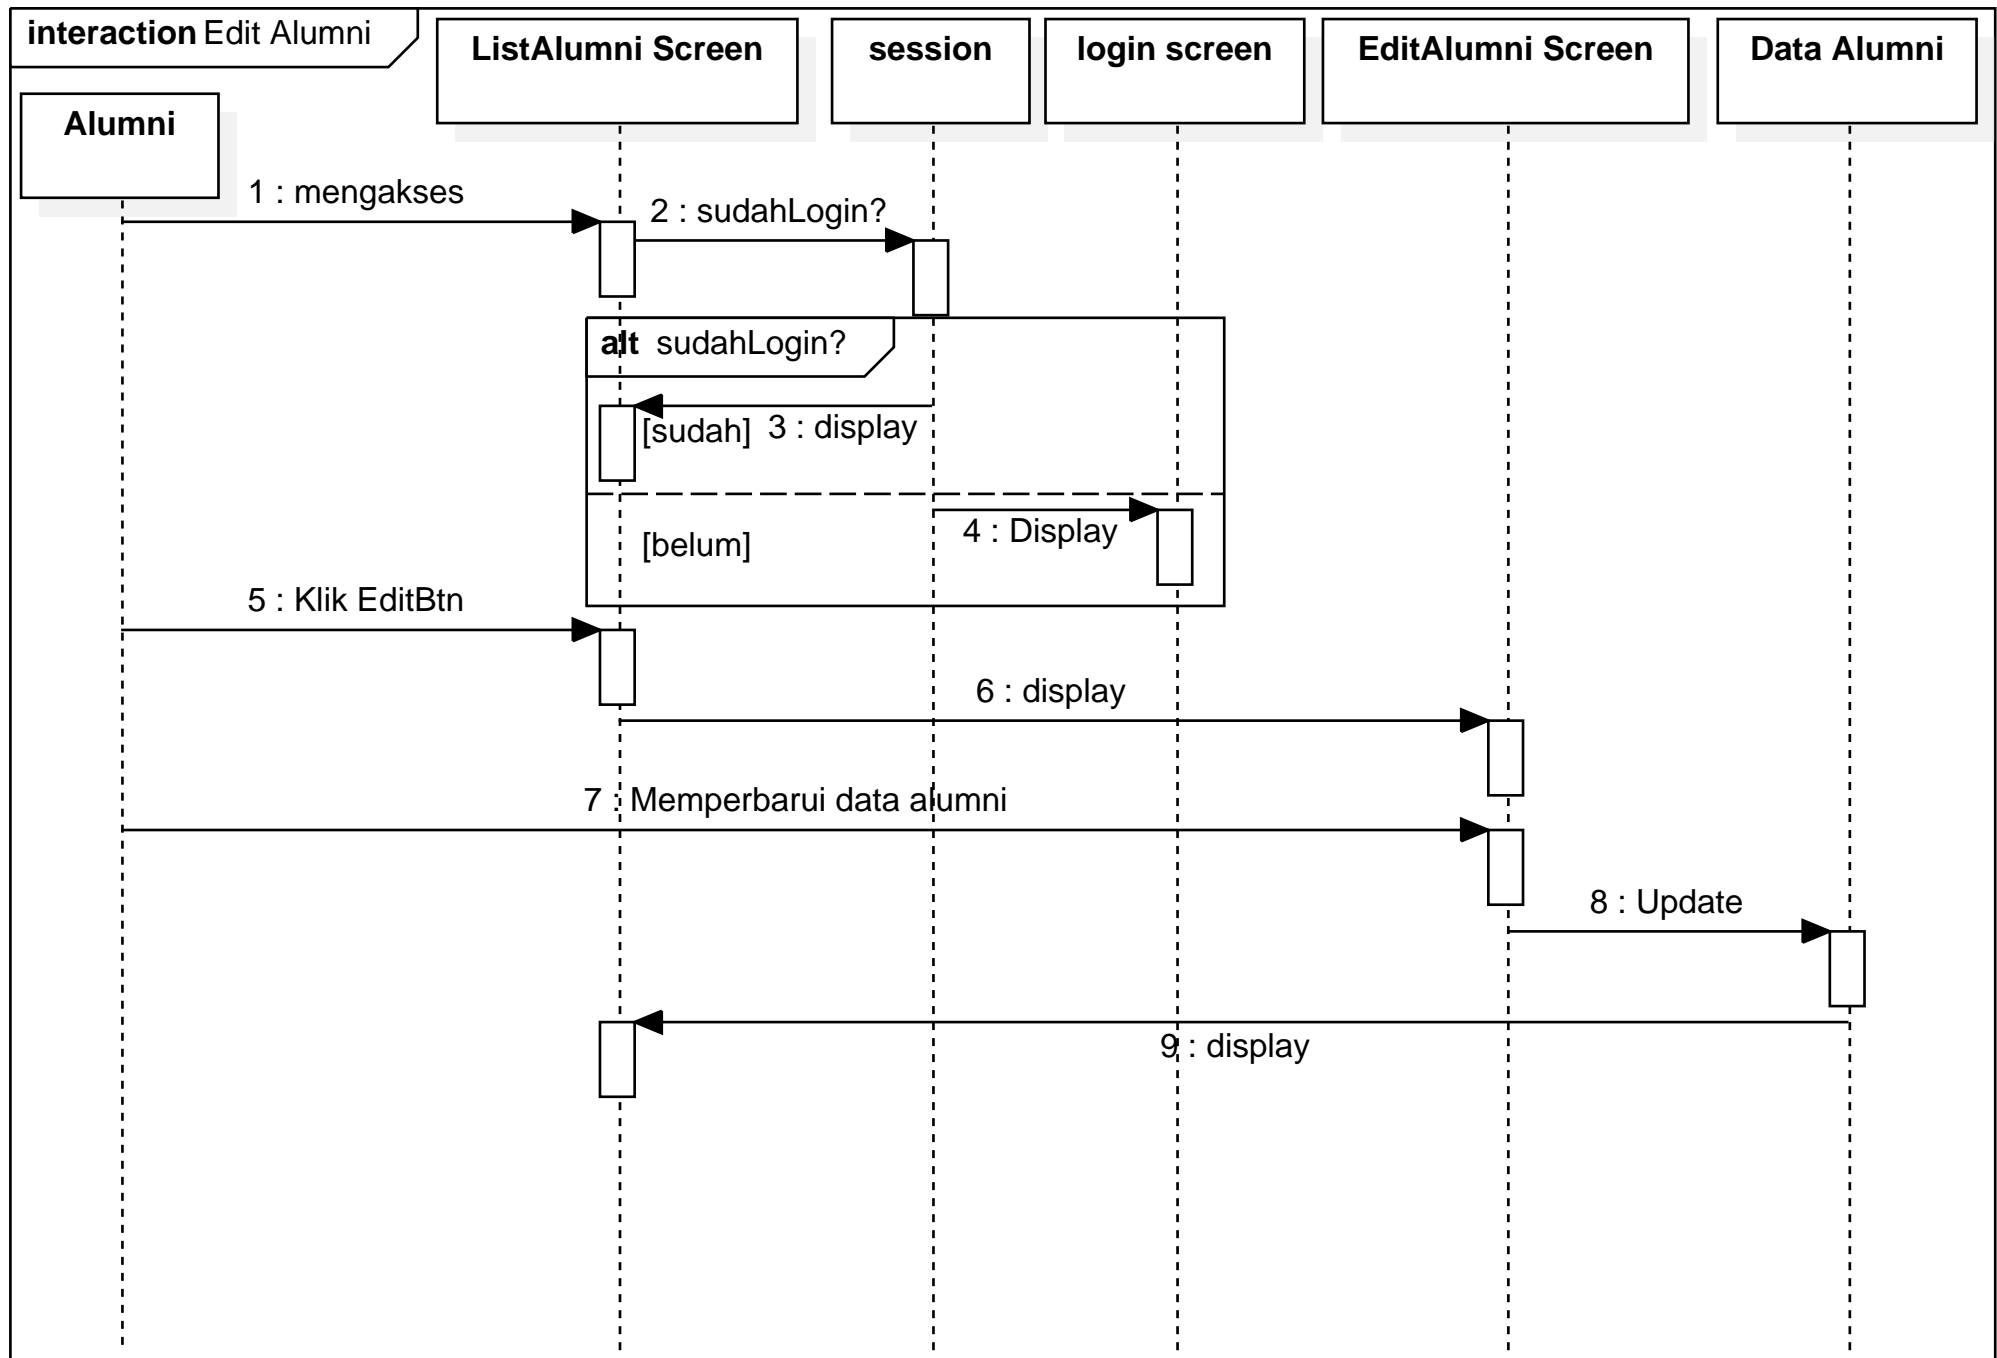 interaction Edit Alumni
ListAlumni Screen
session
login screen
EditAlumni Screen
Data Alumni
Alumni
1 : mengakses
2 : sudahLogin?
alt sudahLogin?
[sudah]
3 : display
4 : Display
[belum]
5 : Klik EditBtn
6 : display
7 : Memperbarui data alumni
8 : Update
9 : display